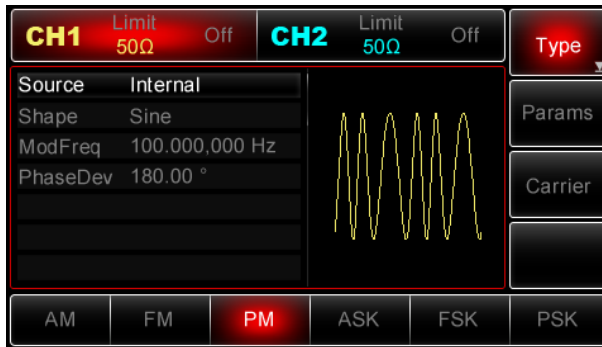 CH1 Limit 50Ω Off CH2 Limit 50Ω Off
Type
Source Internal
Shape Sine
ModFreq 100.000,000 Hz
PhaseDev 180.00 °
Params
Carrier
AM FM PM ASK FSK PSK